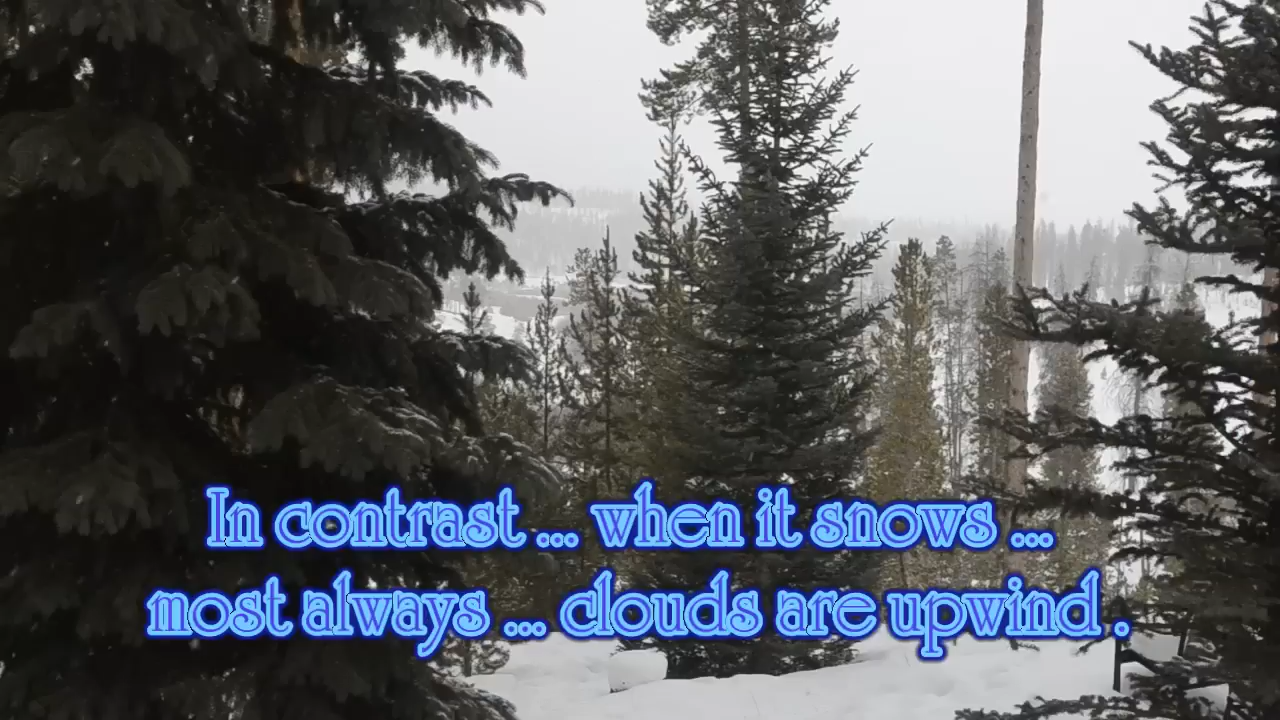 In contrast ... when it snows ...
most always ... clouds are upwind .